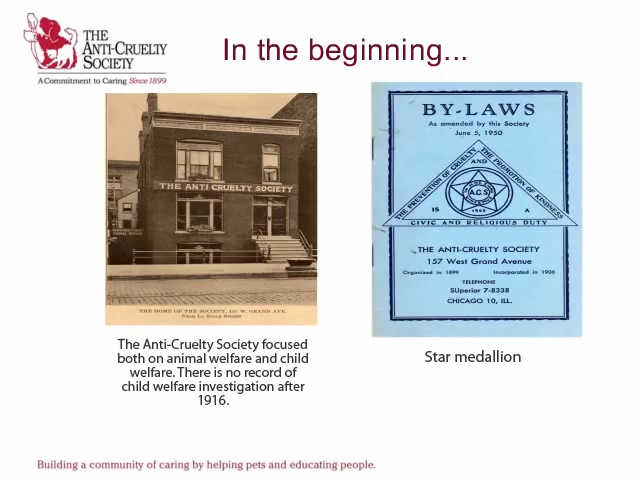 THE
ANTI-CRUELTY
SOCIETY
A Commitment to Caring Since 1899
In the beginning...
THE ANTI CRUELTY SOCIETY
THE HOME OF THE SOCIETY, 155 W. GRAND AVE.
NEAR LA SALLE STREET
The Anti-Cruelty Society focused
both on animal welfare and child
welfare. There is no record of
child welfare investigation after
1916.
BY-LAWS
As amended by this Society
June 5, 1950
THE PREVENTION OF CRUELTY
AND
THE PROMOTION OF KINDNESS
A.C.S.
IS A
CIVIC AND RELIGIOUS DUTY
THE ANTI-CRUELTY SOCIETY
157 West Grand Avenue
Organized in 1899 Incorporated in 1906
TELEPHONE
SUperior 7-8338
CHICAGO 10, ILL.
Star medallion
Building a community of caring by helping pets and educating people.